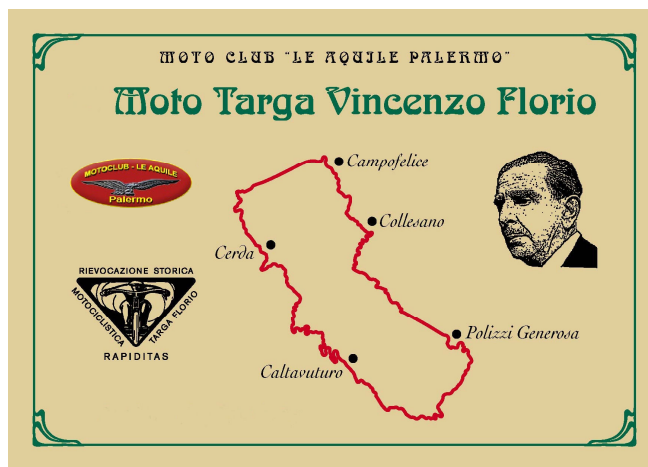 MOTO CLUB "LE AQUILE PALERMO"
Moto Targa Vincenzo Florio
Campofelice
MOTOCLUB - LE AQUILE
Palermo
Collesano
Cerda
RIEVOCAZIONE STORICA
MOTOCICLISTICA
TARGA FLORIO
RAPIDITAS
Polizzi Generosa
Caltavuturo